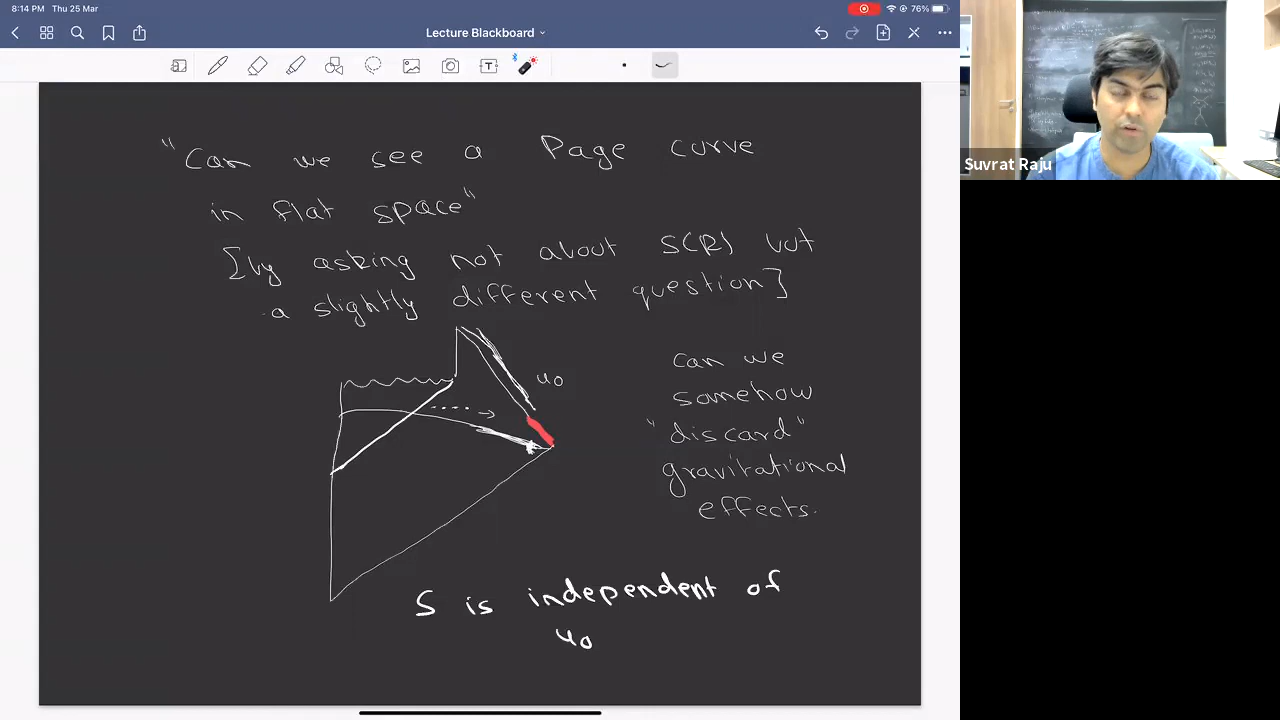 8:14 PM Thu 25 Mar
76%
Lecture Blackboard
"Can we see a Page curve
in flat space"
[by asking not about S(R) but
a slightly different question]
u0
can we
somehow
"discard"
gravitational
effects.
S is independent of
u0
Suvrat Raju